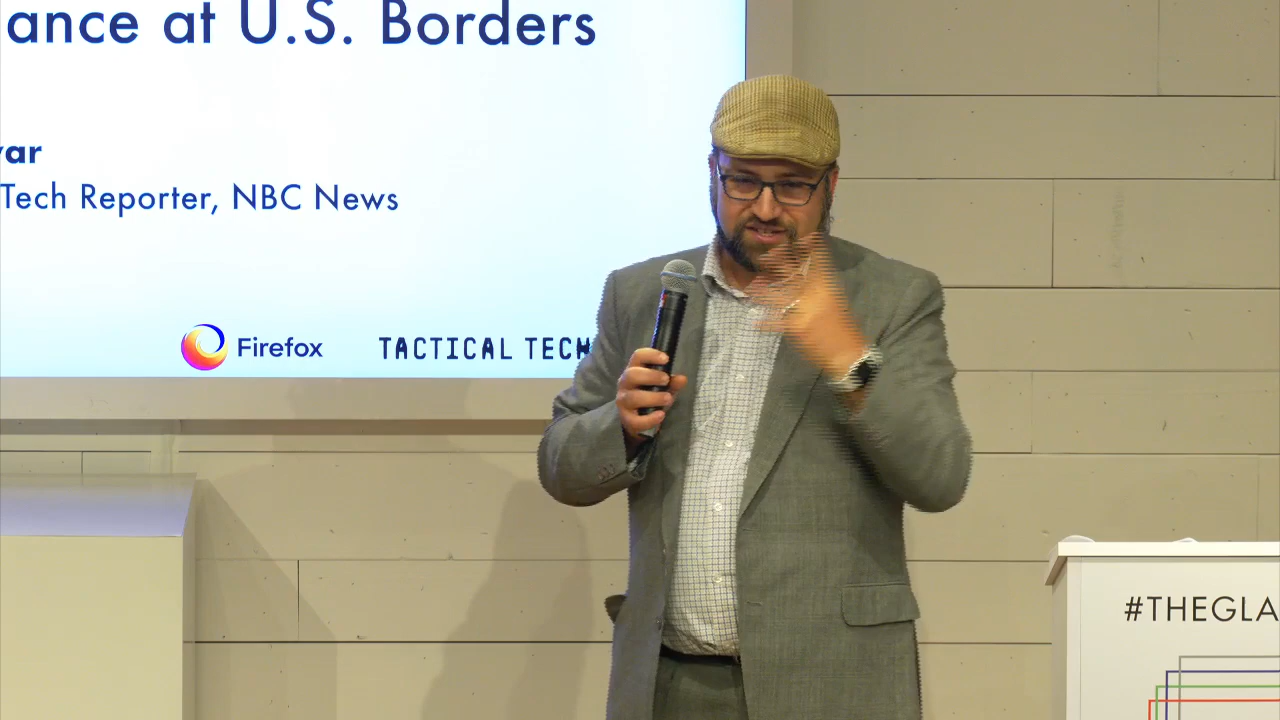 ance at U.S. Borders
var
Tech Reporter, NBC News
Firefox
TACTICAL TECH
#THEGLA